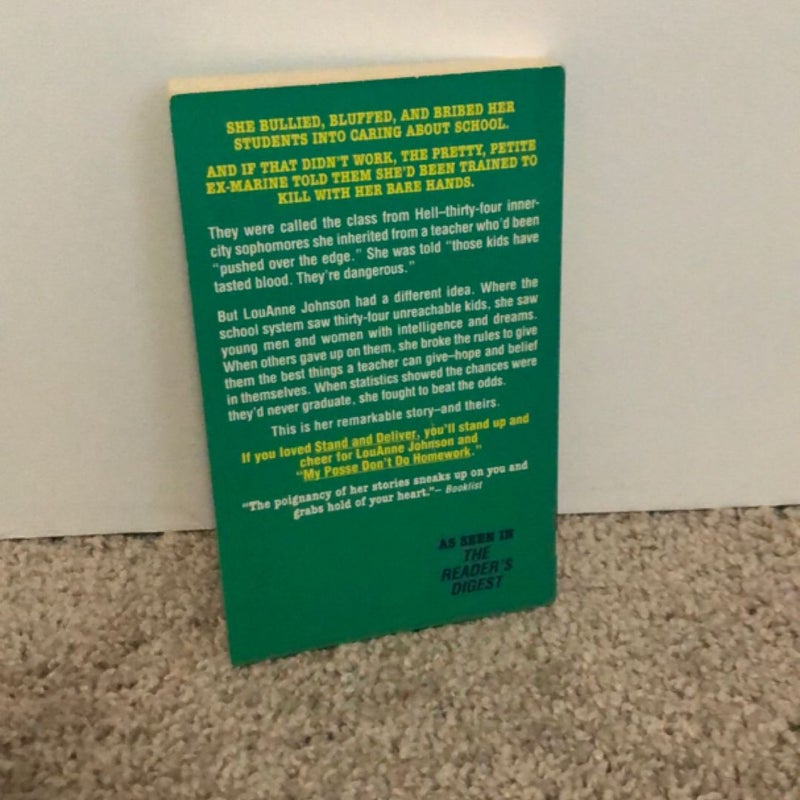 SHE BULLIED, BLUFFED, AND BRIBED HER
STUDENTS INTO CARING ABOUT SCHOOL.
AND IF THAT DIDN'T WORK, THE PRETTY, PETITE
EX-MARINE TOLD THEM SHE'D BEEN TRAINED TO
KILL WITH HER BARE HANDS.
They were called the class from Hell–thirty-four inner-
city sophomores she inherited from a teacher who'd been
"pushed over the edge." She was told "those kids have
tasted blood. They're dangerous."
But LouAnne Johnson had a different idea. Where the
school system saw thirty-four unreachable kids, she saw
young men and women with intelligence and dreams.
When others gave up on them, she broke the rules to give
them the best things a teacher can give–hope and belief
in themselves. When statistics showed the chances were
they'd never graduate, she fought to beat the odds.
This is her remarkable story–and theirs.
If you loved Stand and Deliver, you'll stand up and
cheer for LouAnne Johnson and
"My Posse Don't Do Homework."
"The poignancy of her stories sneaks up on you and
grabs hold of your heart."– Booklist
AS SEEN IN
THE
READER'S
DIGEST